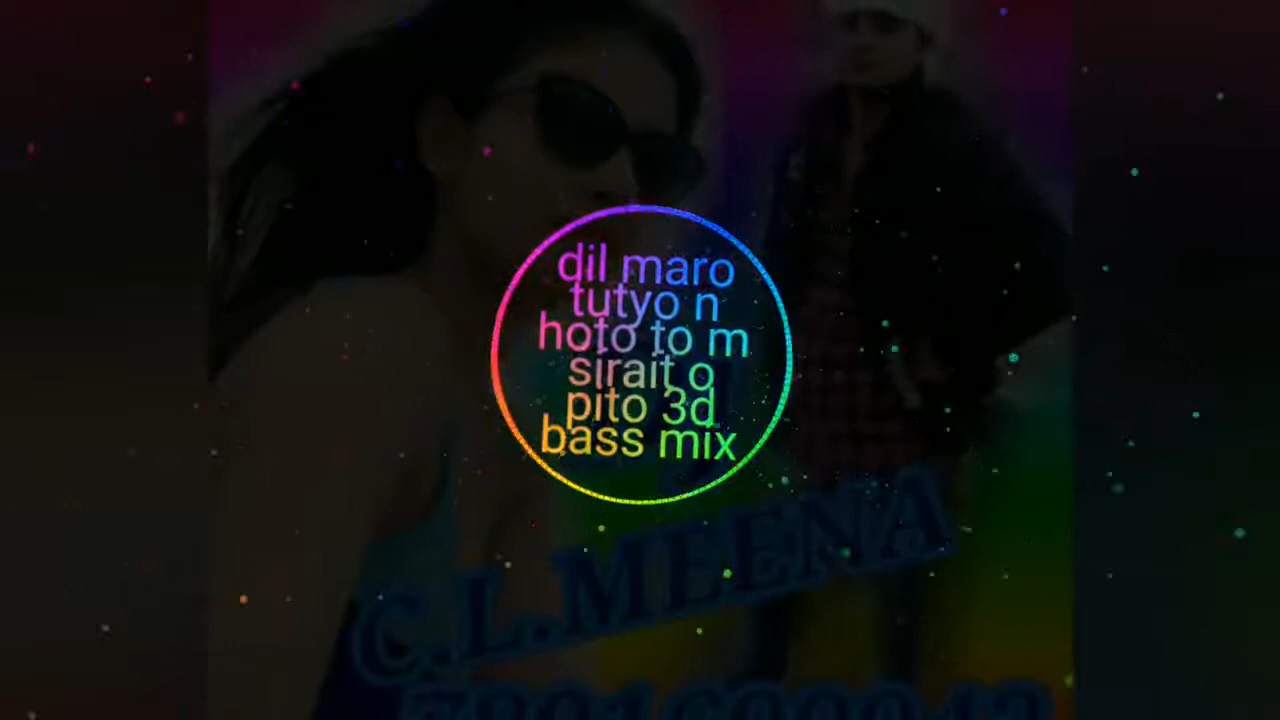 dil maro
tutyo n
hoto to m
sirait o
pito 3d
bass mix
C.L.MEENA